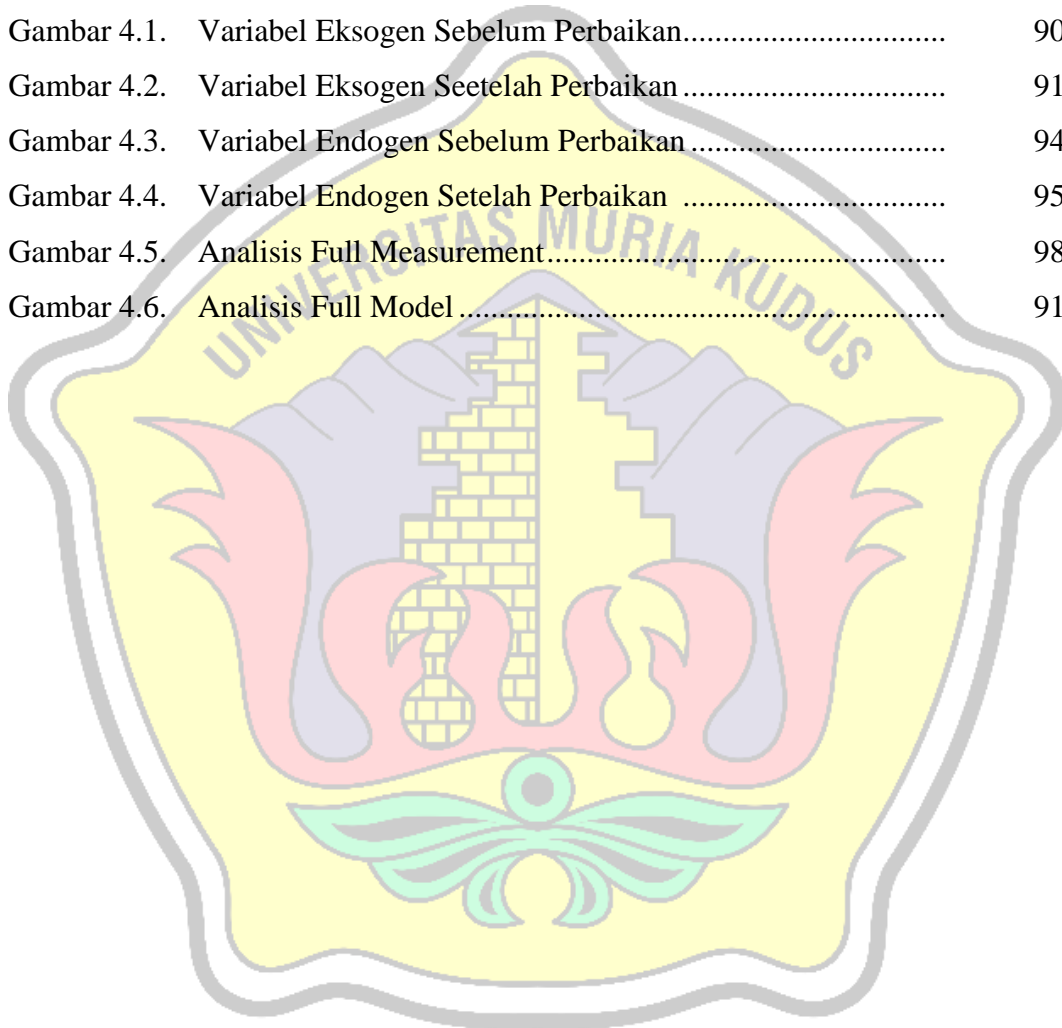 Gambar 4.1. Variabel Eksogen Sebelum Perbaikan............................... 90
Gambar 4.2. Variabel Eksogen Seetelah Perbaikan............................... 91
Gambar 4.3. Variabel Endogen Sebelum Perbaikan.............................. 94
Gambar 4.4. Variabel Endogen Setelah Perbaikan ............................... 95
Gambar 4.5. Analisis Full Measurement............................................... 98
Gambar 4.6. Analisis Full Model.......................................................... 91
UNIVERSITAS MURIA KUDUS